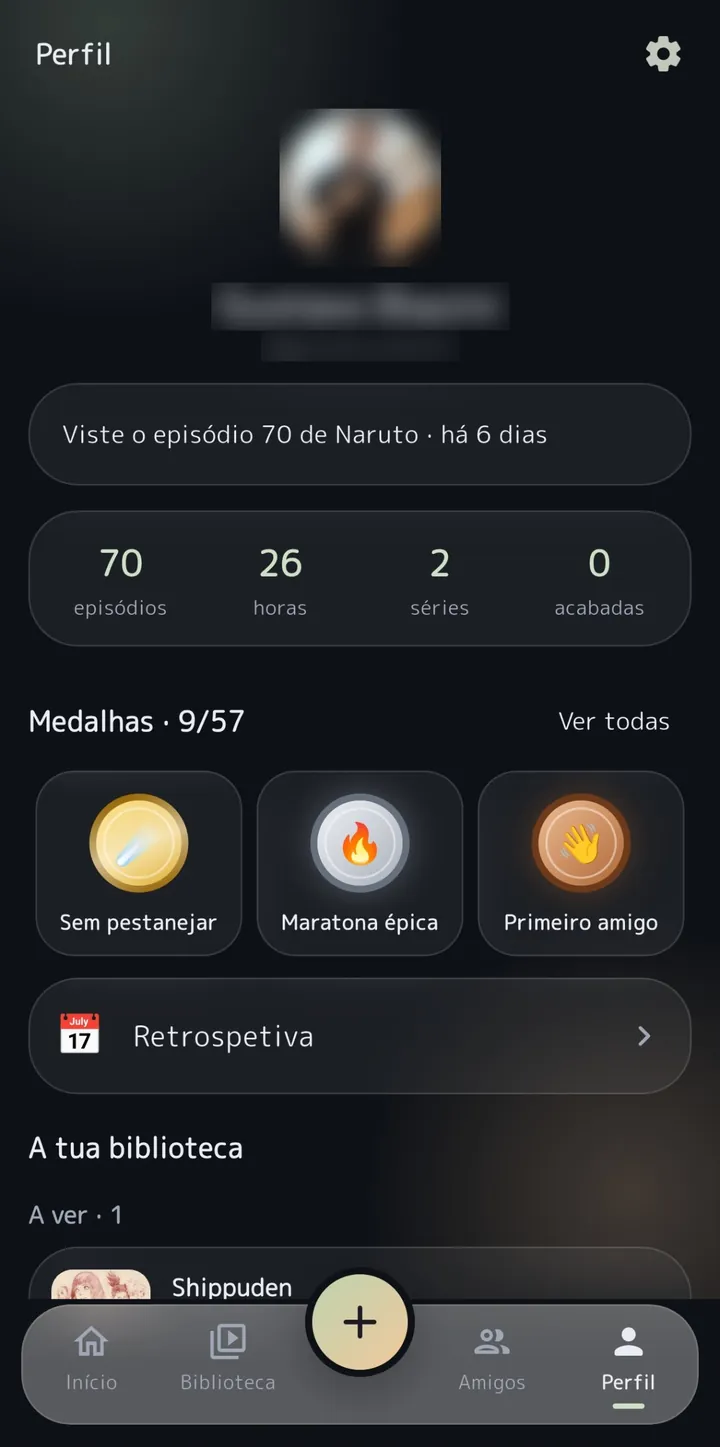 Perfil
Viste o episódio 70 de Naruto · há 6 dias
70 26 2 0
episódios horas séries acabadas
Medalhas · 9/57 Ver todas
Sem pestanejar Maratona épica Primeiro amigo
July
17
Retrospetiva
A tua biblioteca
A ver · 1
Shippuden
Início Biblioteca Amigos Perfil